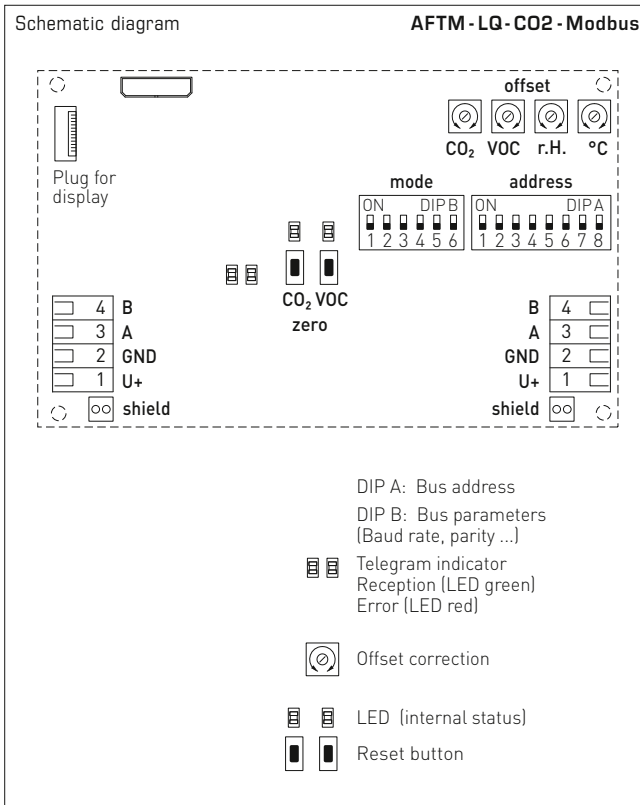 Schematic diagram AFTM-LQ-CO2-Modbus
offset
CO₂ VOC r.H. °C
Plug for
display
mode address
ON DIP B ON DIP A
1 2 3 4 5 6 1 2 3 4 5 6 7 8
CO₂ VOC
zero
4 B B 4
3 A A 3
2 GND GND 2
1 U+ U+ 1
shield shield
DIP A: Bus address
DIP B: Bus parameters
(Baud rate, parity ...)
Telegram indicator
Reception (LED green)
Error (LED red)
Offset correction
LED (internal status)
Reset button